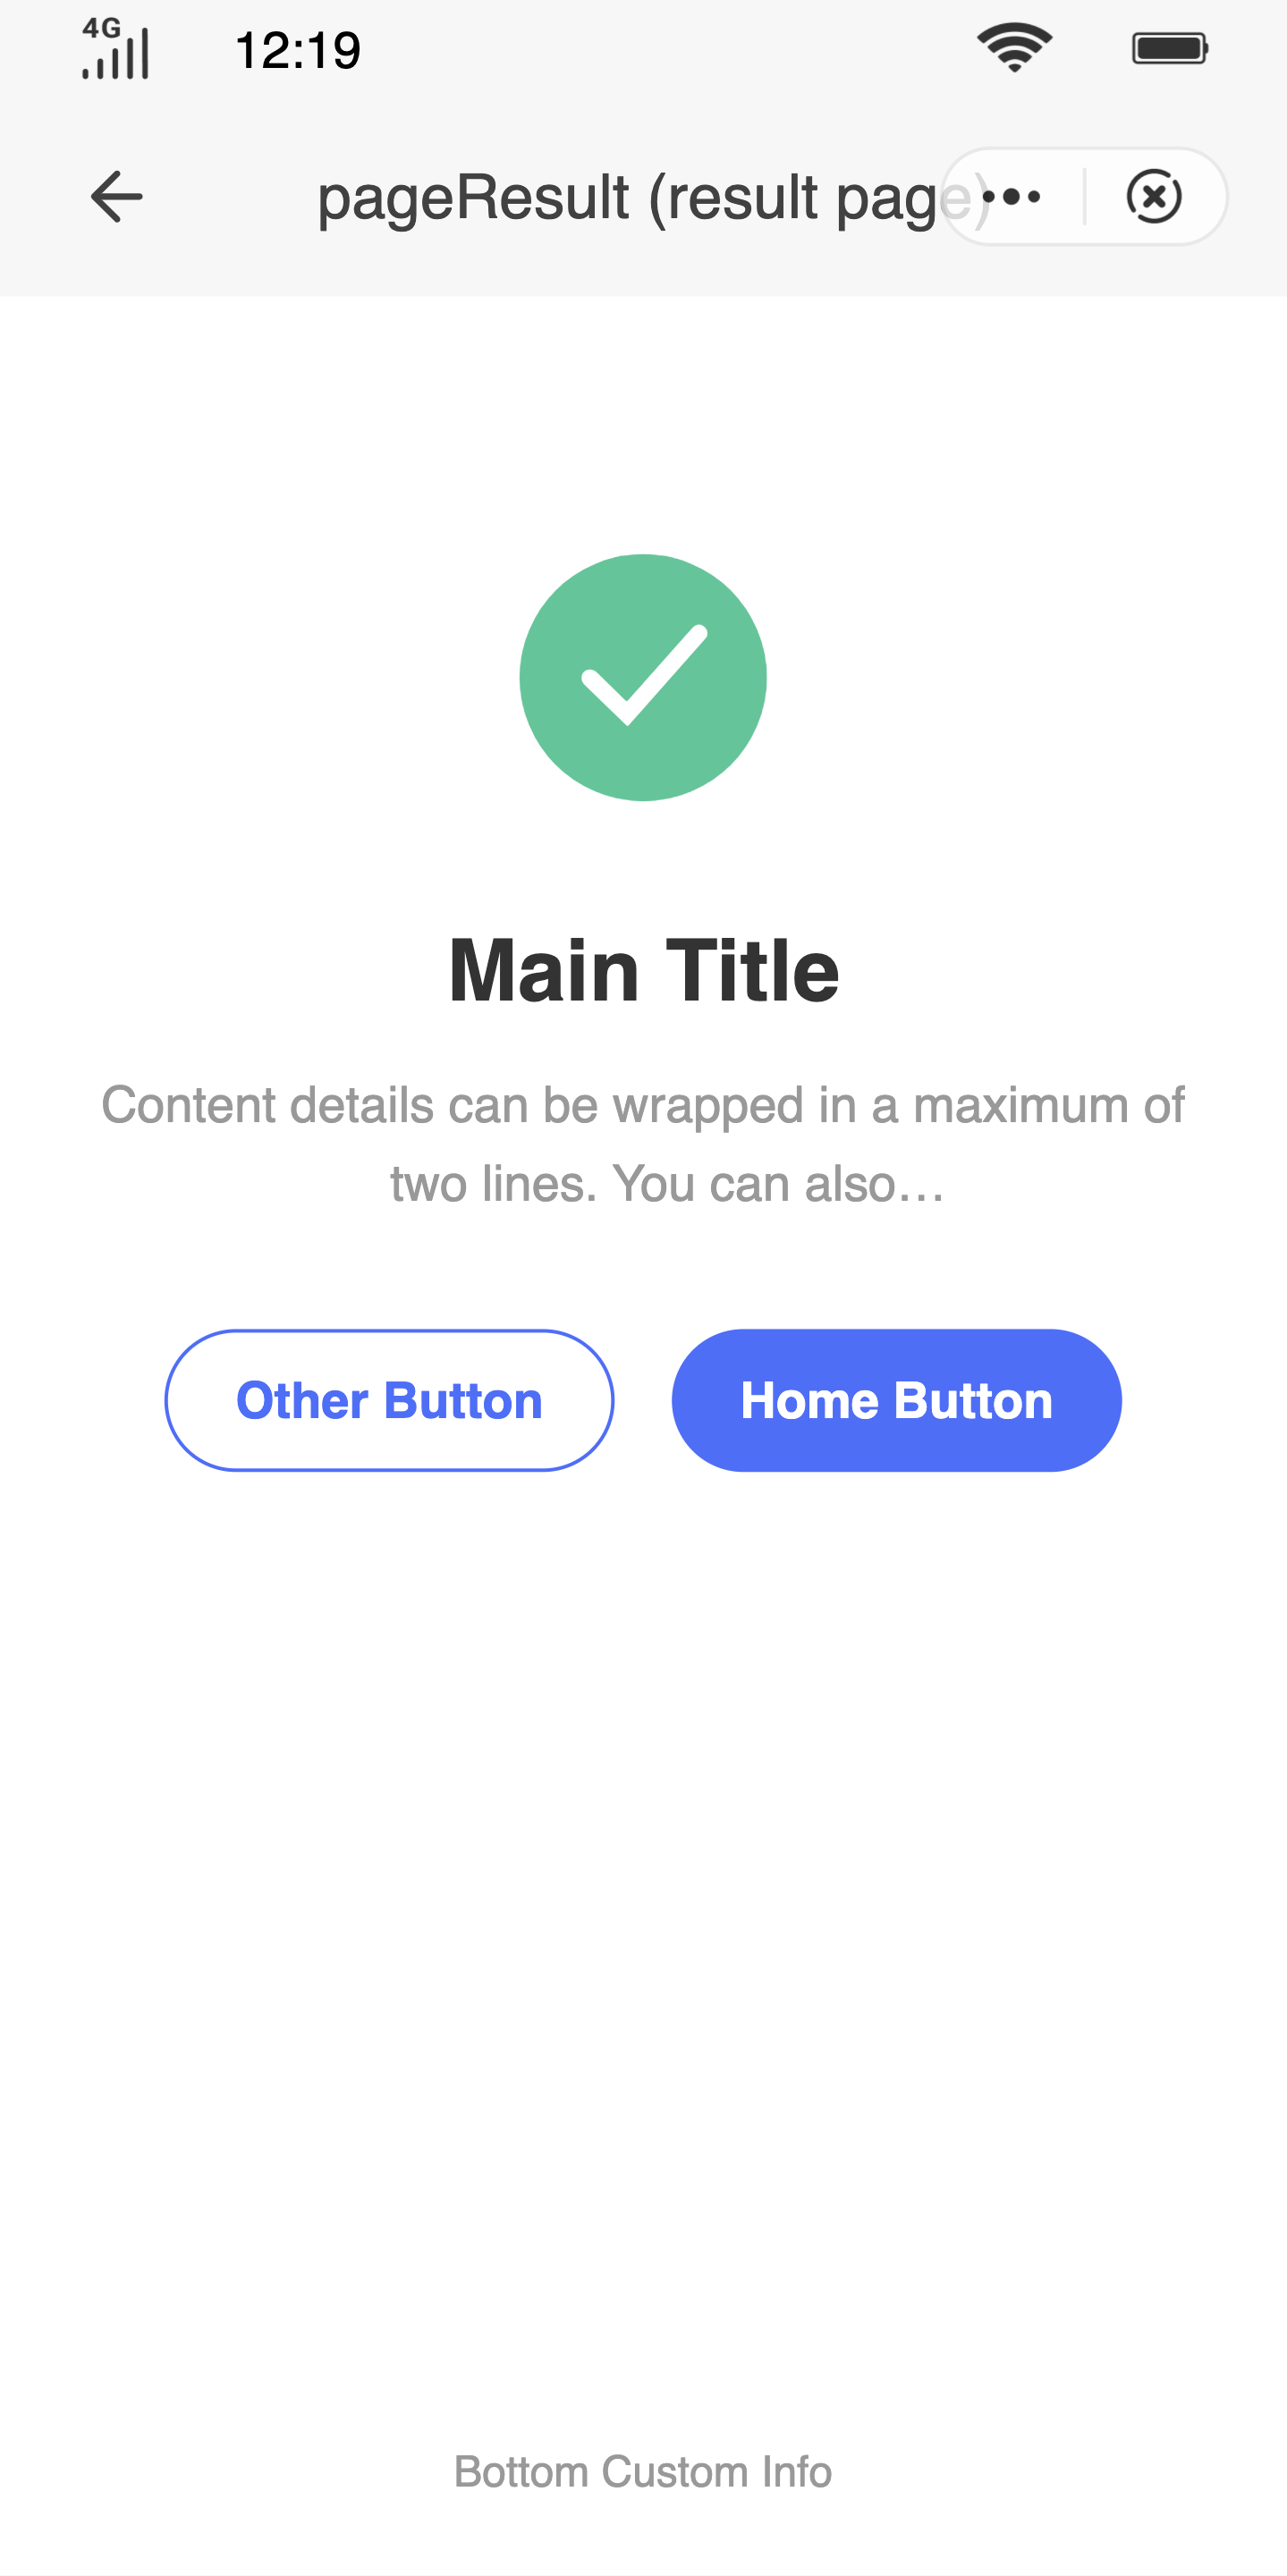 4G
12:19
pageResult (result page)
Main Title
Content details can be wrapped in a maximum of
two lines. You can also…
Other Button
Home Button
Bottom Custom Info